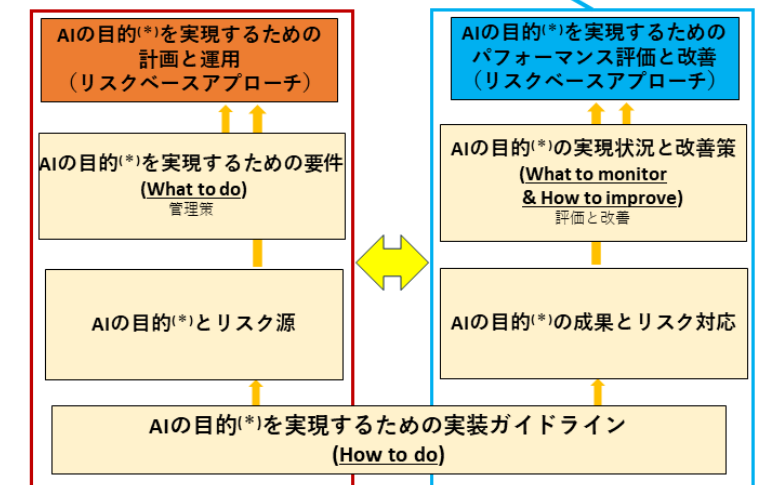 AIの目的(*)を実現するための
計画と運用
（リスクベースアプローチ）
AIの目的(*)を実現するための要件
(What to do)
管理策
AIの目的(*)とリスク源
AIの目的(*)を実現するための
パフォーマンス評価と改善
（リスクベースアプローチ）
AIの目的(*)の実現状況と改善策
(What to monitor
& How to improve)
評価と改善
AIの目的(*)の成果とリスク対応
AIの目的(*)を実現するための実装ガイドライン
(How to do)